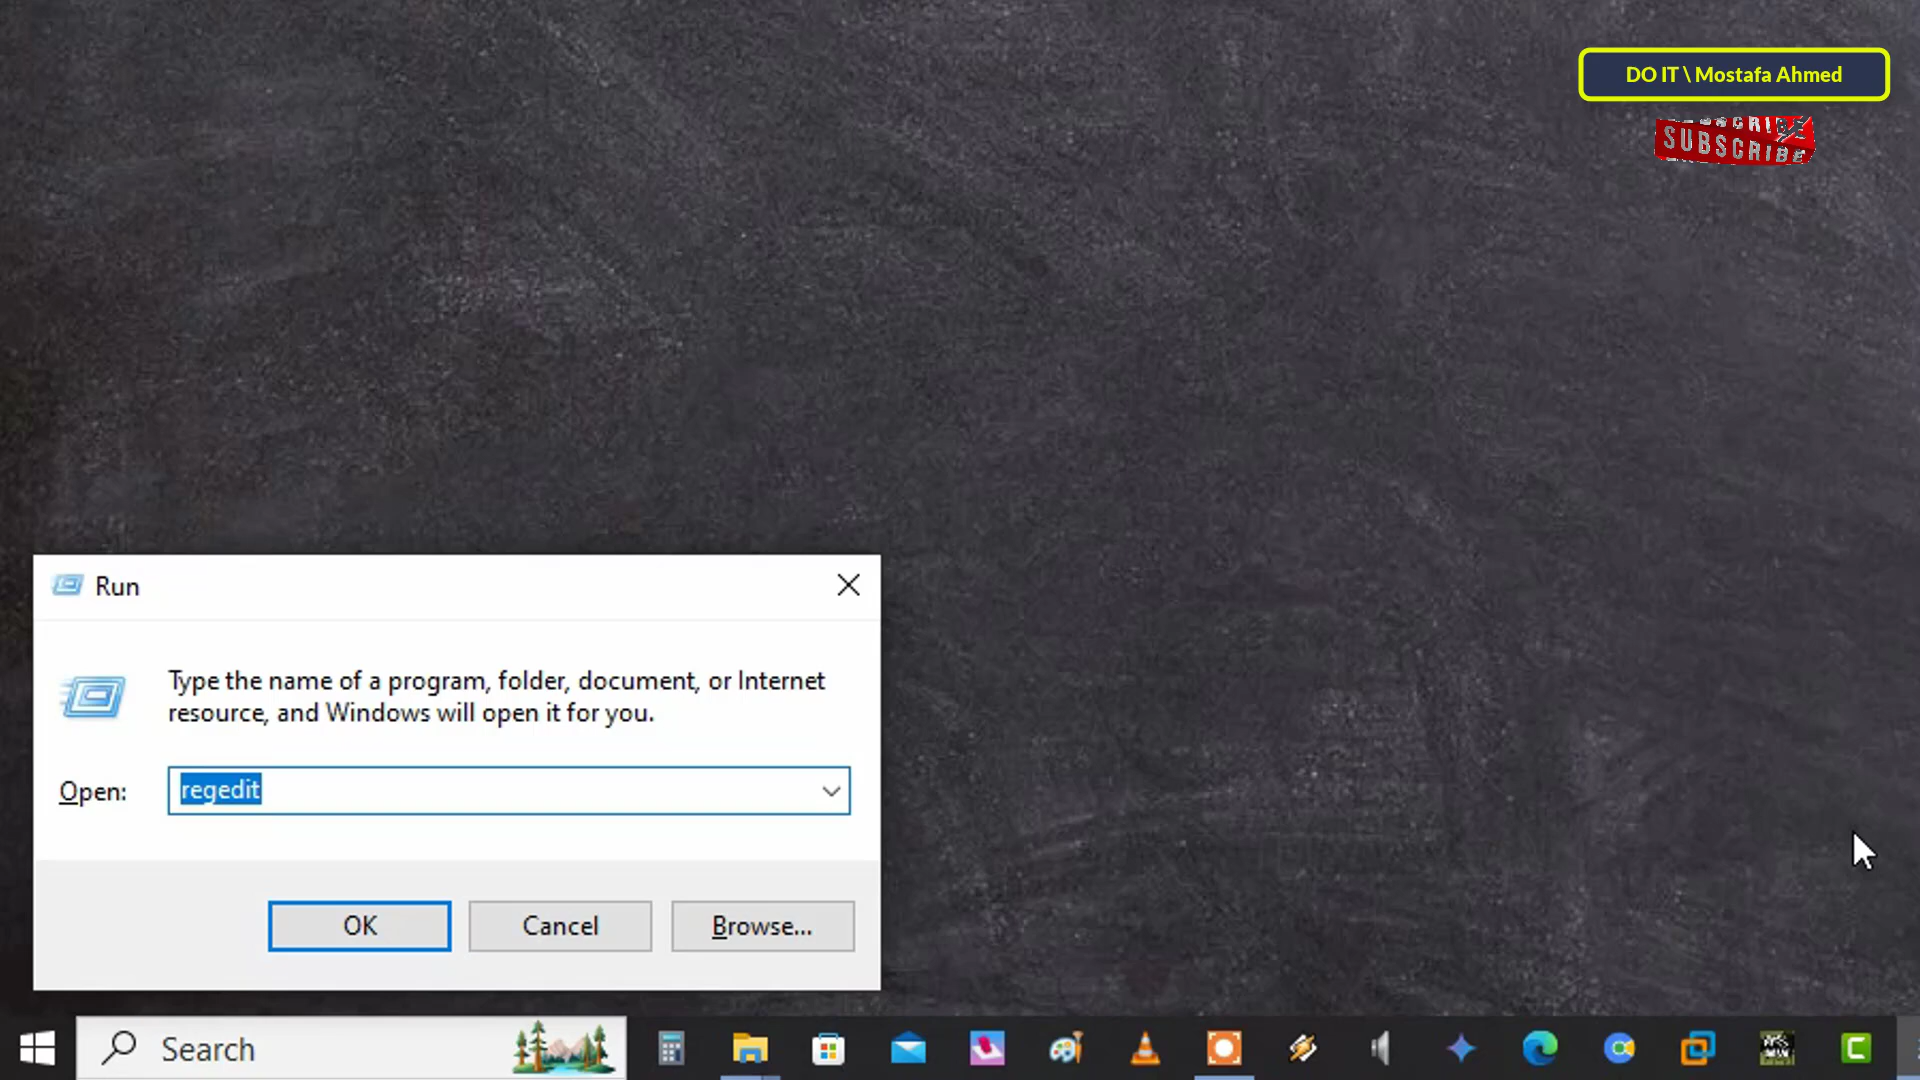 DO IT \ Mostafa Ahmed
SUBSCRIBE
Run
Type the name of a program, folder, document, or Internet
resource, and Windows will open it for you.
Open: regedit
OK Cancel Browse...
Search